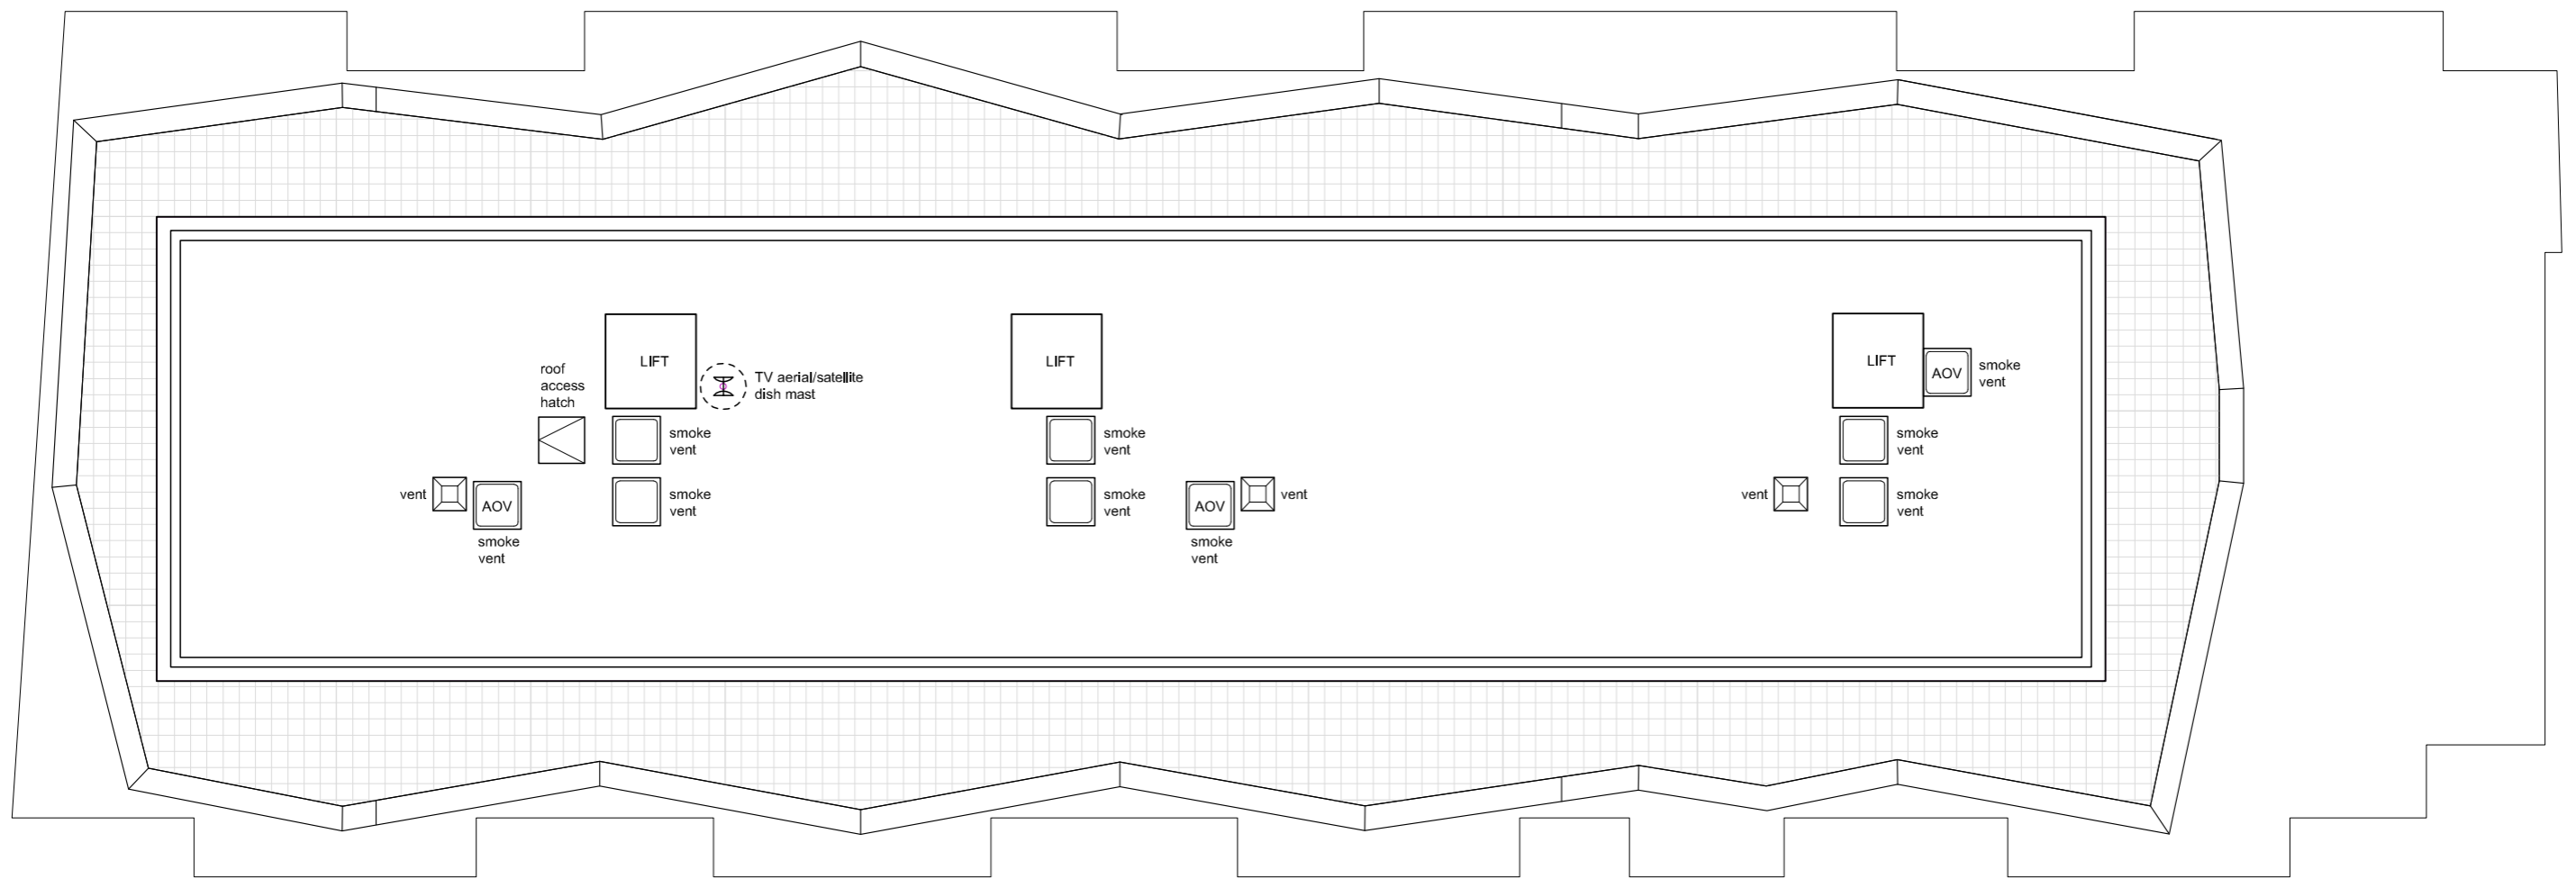 LIFT
LIFT
LIFT
AOV
smoke
vent
roof
access
hatch
TV aerial/satellite
dish mast
smoke
vent
smoke
vent
smoke
vent
vent
AOV
smoke
vent
smoke
vent
smoke
vent
AOV
smoke
vent
vent
vent
smoke
vent